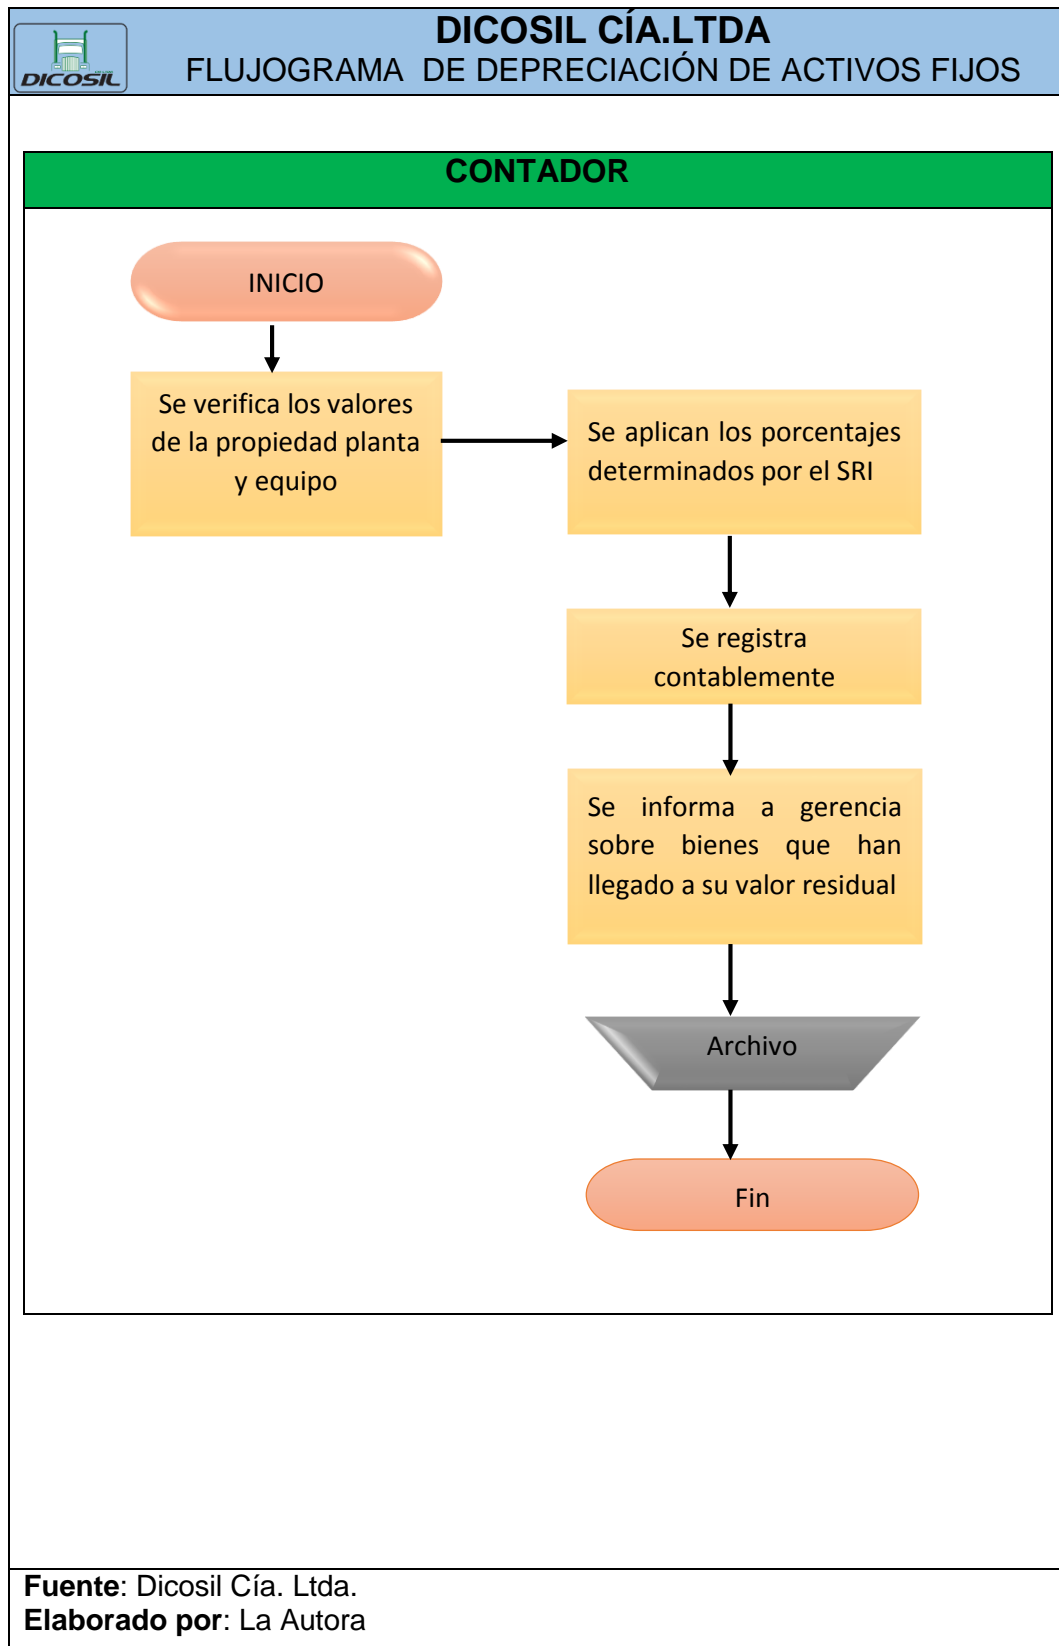 DICOSIL CÍA.LTDA
FLUJOGRAMA DE DEPRECIACIÓN DE ACTIVOS FIJOS
DICOSIL
CONTADOR
INICIO
Se verifica los valores
de la propiedad planta
y equipo
Se aplican los porcentajes
determinados por el SRI
Se registra
contablemente
Se informa a gerencia
sobre bienes que han
llegado a su valor residual
Archivo
Fin
Fuente: Dicosil Cía. Ltda.
Elaborado por: La Autora